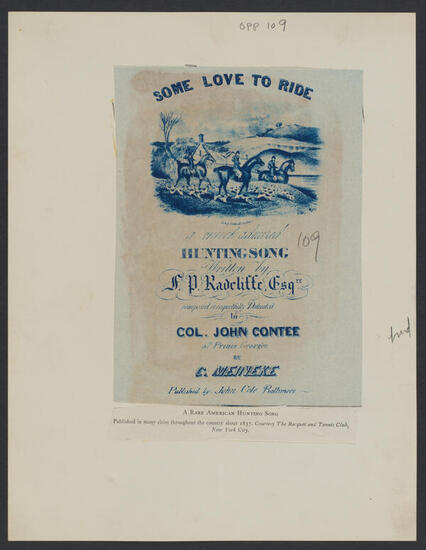 opp 109
SOME LOVE TO RIDE
a much admired
HUNTING SONG
109
Written by
F. P. Radcliffe, Esqre
composed & respectfully Dedicated
to
COL. JOHN CONTEE
of Prince Georges
BY
C. MEINEKE
Published by John Cole Baltimore
A RARE AMERICAN HUNTING SONG
Published in many cities throughout the country about 1837. Courtesy The Racquet and Tennis Club,
New York City.